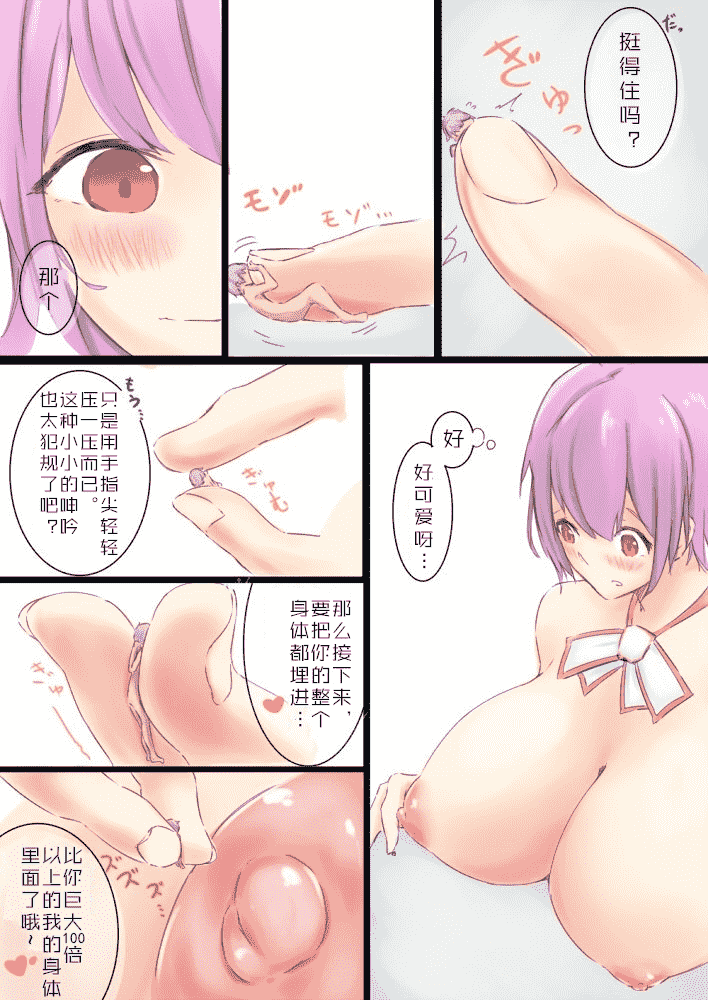 挺得住吗？
だっ
ぎゅっ
モゾ
モゾ…
那个
好
好可爱呀…
只是用手指尖轻轻
压一压而已。
这种小小的呻吟
也太犯规了吧？
もっ…
ぎゅむ
那么接下来，
要把你的整个
身体都埋进…
ぎゅ
比你巨大100倍
以上的我的身体
里面了哦~
ズズズ